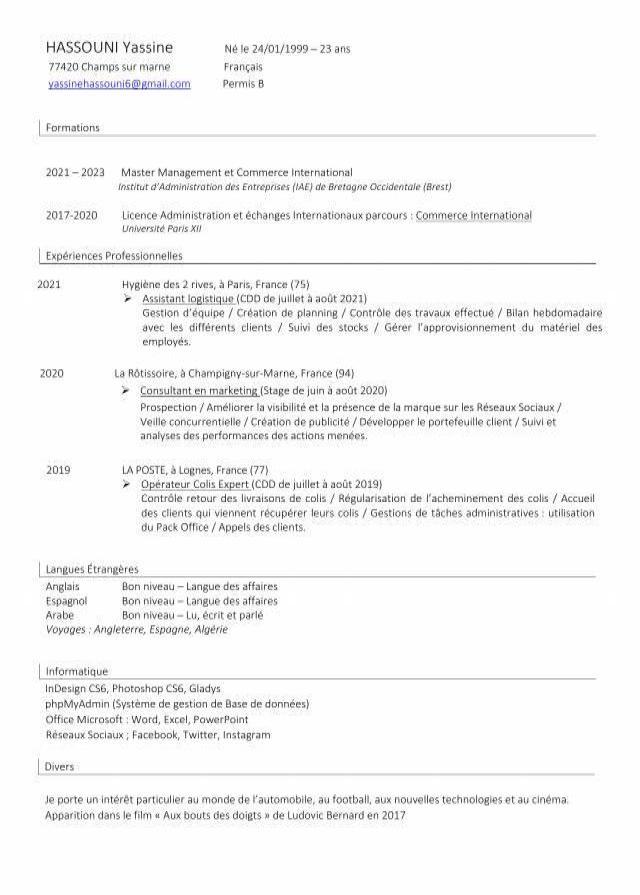 HASSOUNI Yassine Né le 24/01/1999 – 23 ans
77420 Champs sur marne Français
yassinehassouni6@gmail.com Permis B
Formations
2021 – 2023 Master Management et Commerce International
Institut d'Administration des Entreprises (IAE) de Bretagne Occidentale (Brest)
2017-2020 Licence Administration et échanges Internationaux parcours : Commerce International
Université Paris XII
Expériences Professionnelles
2021 Hygiène des 2 rives, à Paris, France (75)
➢ Assistant logistique (CDD de juillet à août 2021)
Gestion d'équipe / Création de planning / Contrôle des travaux effectué / Bilan hebdomadaire
avec les différents clients / Suivi des stocks / Gérer l'approvisionnement du matériel des
employés.
2020 La Rôtissoire, à Champigny-sur-Marne, France (94)
➢ Consultant en marketing (Stage de juin à août 2020)
Prospection / Améliorer la visibilité et la présence de la marque sur les Réseaux Sociaux /
Veille concurrentielle / Création de publicité / Développer le portefeuille client / Suivi et
analyses des performances des actions menées.
2019 LA POSTE, à Lognes, France (77)
➢ Opérateur Colis Expert (CDD de juillet à août 2019)
Contrôle retour des livraisons de colis / Régularisation de l'acheminement des colis / Accueil
des clients qui viennent récupérer leurs colis / Gestions de tâches administratives : utilisation
du Pack Office / Appels des clients.
Langues Étrangères
Anglais Bon niveau – Langue des affaires
Espagnol Bon niveau – Langue des affaires
Arabe Bon niveau – Lu, écrit et parlé
Voyages : Angleterre, Espagne, Algérie
Informatique
InDesign CS6, Photoshop CS6, Gladys
phpMyAdmin (Système de gestion de Base de données)
Office Microsoft : Word, Excel, PowerPoint
Réseaux Sociaux ; Facebook, Twitter, Instagram
Divers
Je porte un intérêt particulier au monde de l'automobile, au football, aux nouvelles technologies et au cinéma.
Apparition dans le film « Aux bouts des doigts » de Ludovic Bernard en 2017